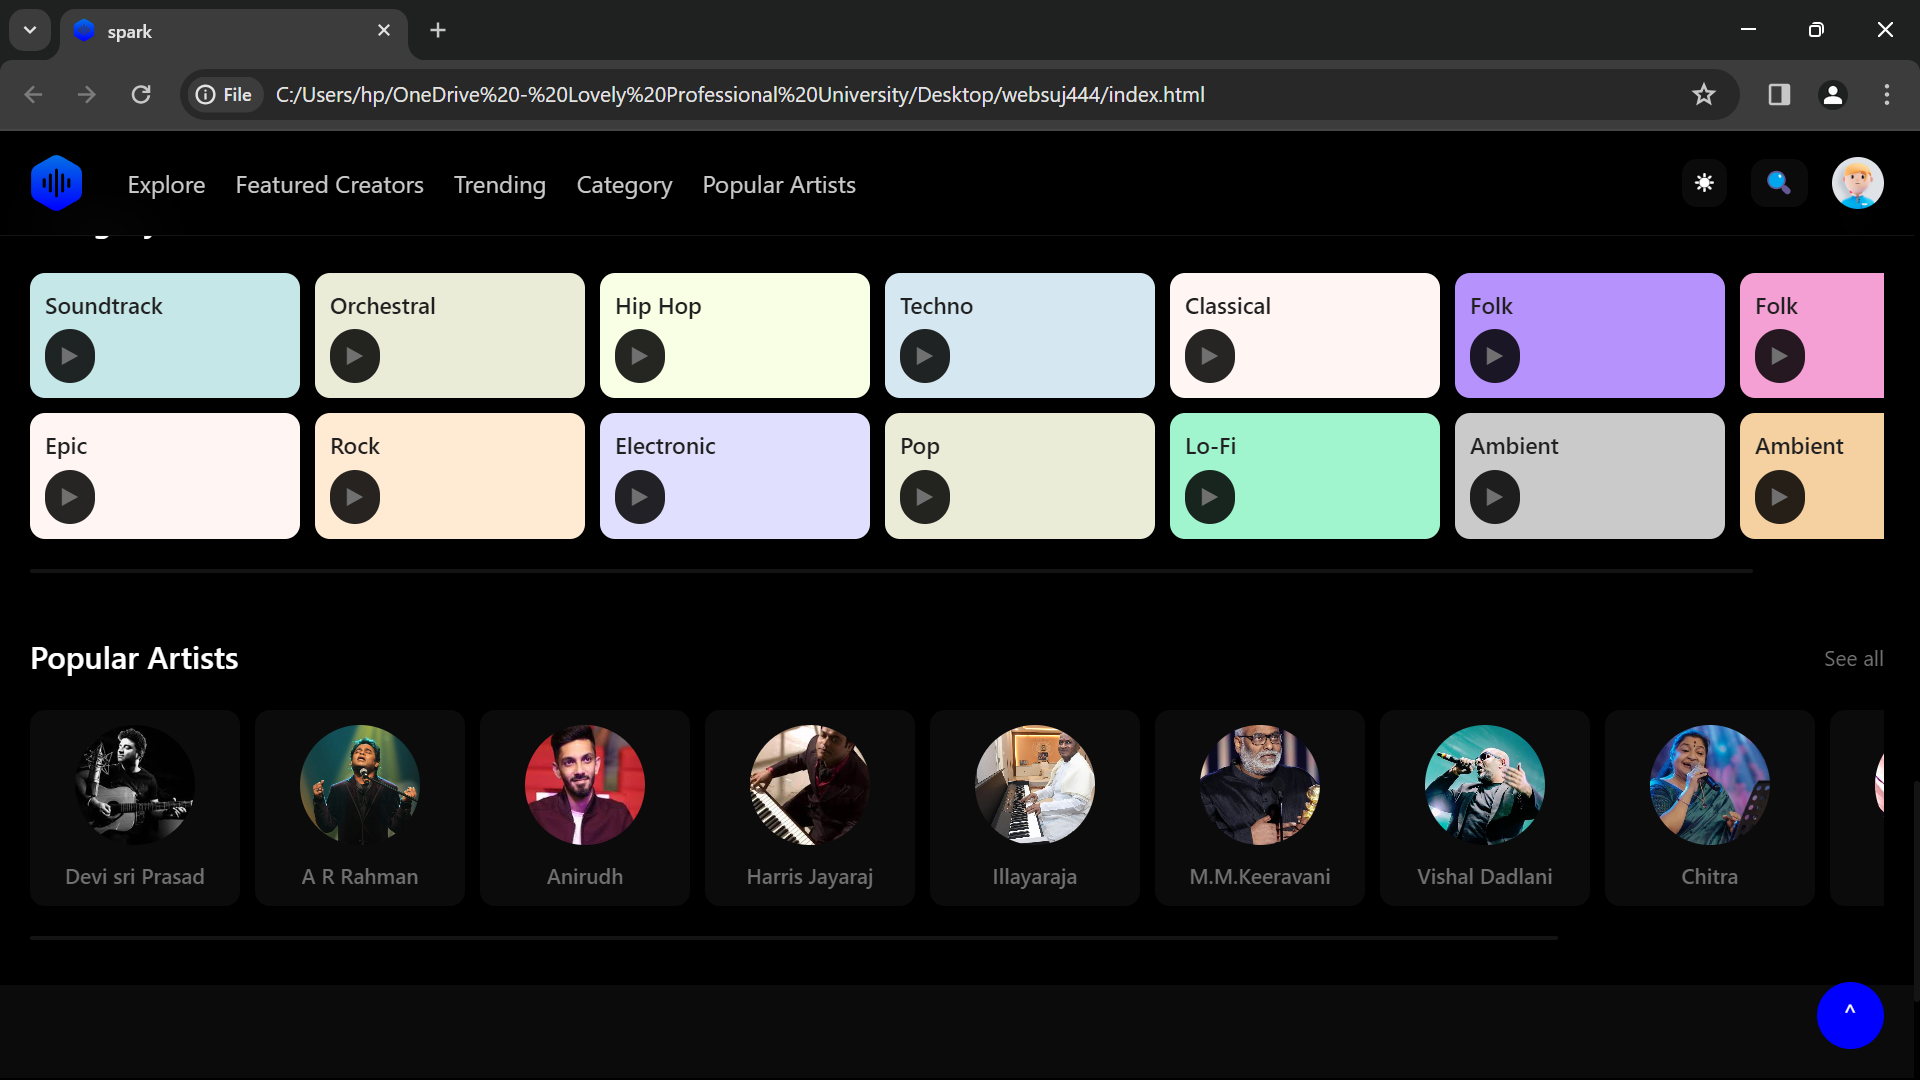 spark
File C:/Users/hp/OneDrive%20-%20Lovely%20Professional%20University/Desktop/websuj444/index.html
Explore Featured Creators Trending Category Popular Artists
Soundtrack Orchestral Hip Hop Techno Classical Folk Folk
Epic Rock Electronic Pop Lo-Fi Ambient Ambient
Popular Artists See all
Devi sri Prasad A R Rahman Anirudh Harris Jayaraj Illayaraja M.M.Keeravani Vishal Dadlani Chitra
^